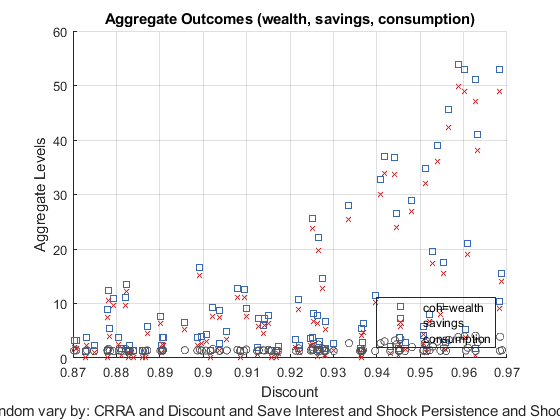 Aggregate Outcomes (wealth, savings, consumption)
60
50
40
30
20
10
0
Aggregate Levels
coh=wealth
savings
consumption
0.87 0.88 0.89 0.9 0.91 0.92 0.93 0.94 0.95 0.96 0.97
Discount
ndom vary by: CRRA and Discount and Save Interest and Shock Persistence and Sho